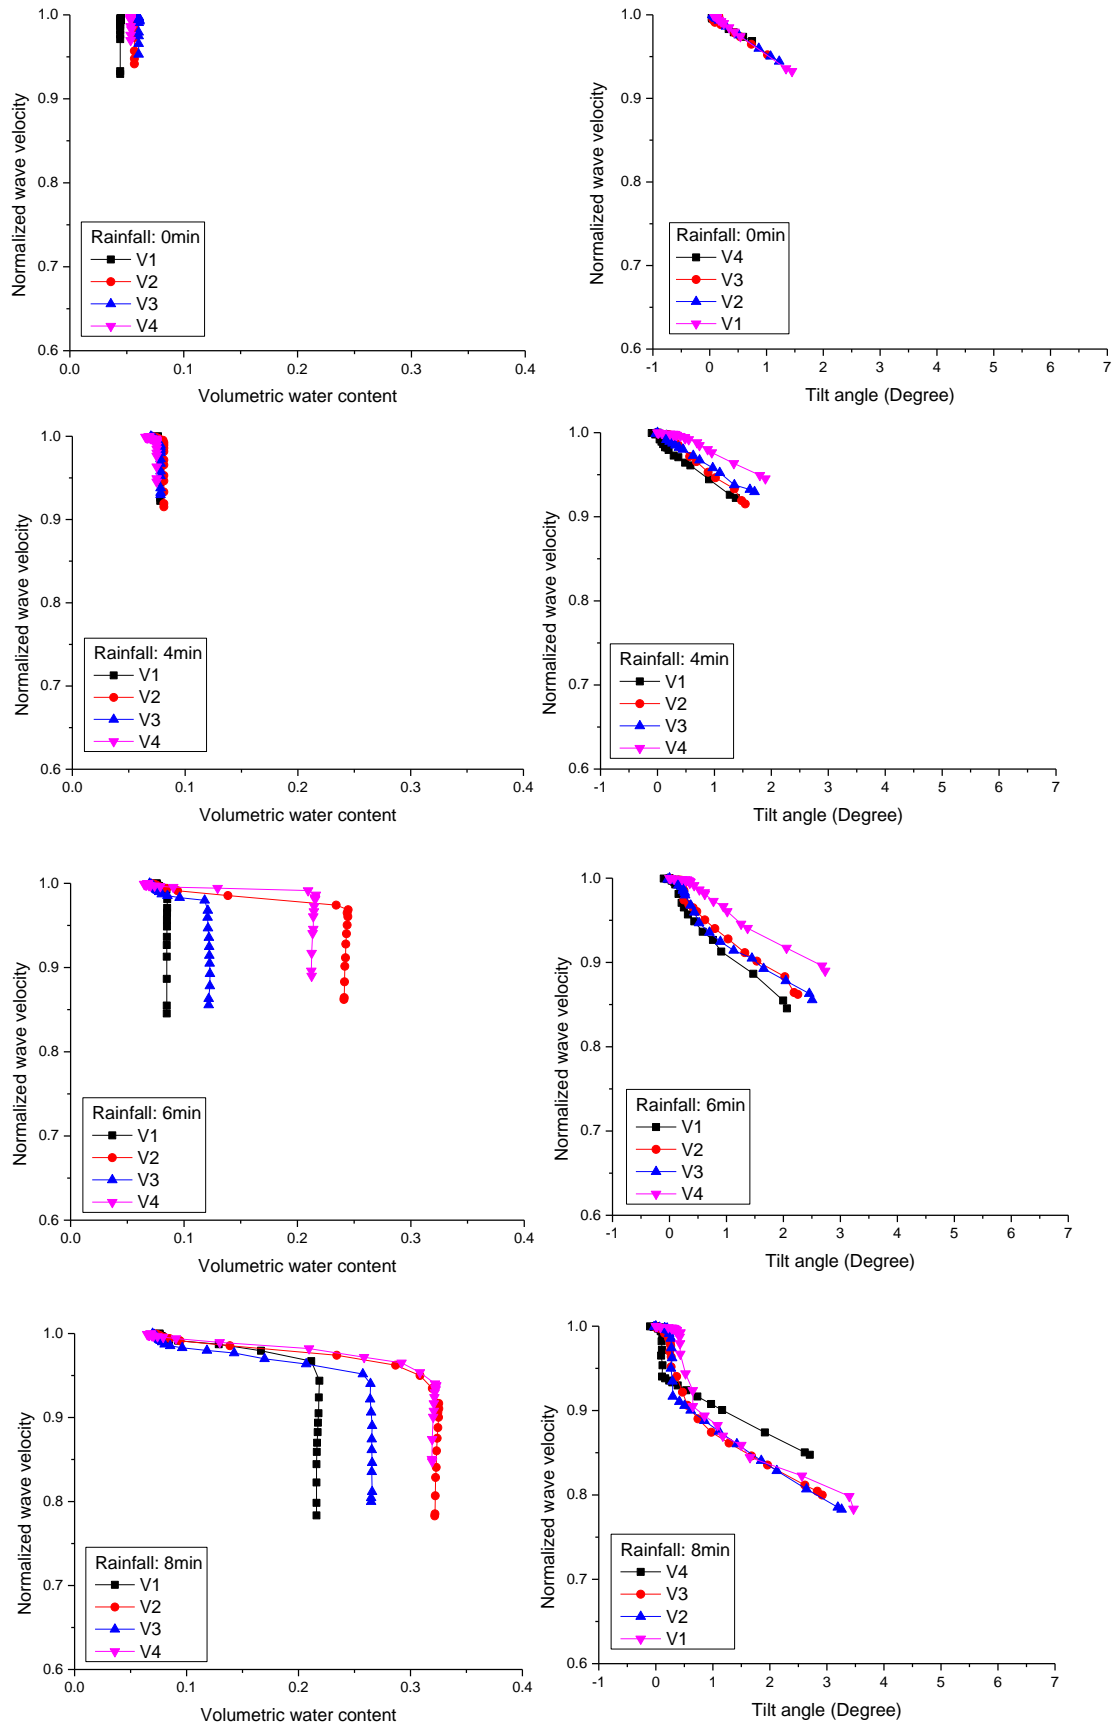 Normalized wave velocity
1.0
0.9
0.8
0.7
0.6
Rainfall: 0min
V1
V2
V3
V4
0.0
0.1
0.2
0.3
0.4
Volumetric water content
Normalized wave velocity
1.0
0.9
0.8
0.7
0.6
Rainfall: 0min
V4
V3
V2
V1
-1
0
1
2
3
4
5
6
7
Tilt angle (Degree)
Normalized wave velocity
1.0
0.9
0.8
0.7
0.6
Rainfall: 4min
V1
V2
V3
V4
0.0
0.1
0.2
0.3
0.4
Volumetric water content
Normalized wave velocity
1.0
0.9
0.8
0.7
0.6
Rainfall: 4min
V1
V2
V3
V4
-1
0
1
2
3
4
5
6
7
Tilt angle (Degree)
Normalized wave velocity
1.0
0.9
0.8
0.7
0.6
Rainfall: 6min
V1
V2
V3
V4
0.0
0.1
0.2
0.3
0.4
Volumetric water content
Normalized wave velocity
1.0
0.9
0.8
0.7
0.6
Rainfall: 6min
V1
V2
V3
V4
-1
0
1
2
3
4
5
6
7
Tilt angle (Degree)
Normalized wave velocity
1.0
0.9
0.8
0.7
0.6
Rainfall: 8min
V1
V2
V3
V4
0.0
0.1
0.2
0.3
0.4
Volumetric water content
Normalized wave velocity
1.0
0.9
0.8
0.7
0.6
Rainfall: 8min
V4
V3
V2
V1
-1
0
1
2
3
4
5
6
7
Tilt angle (Degree)